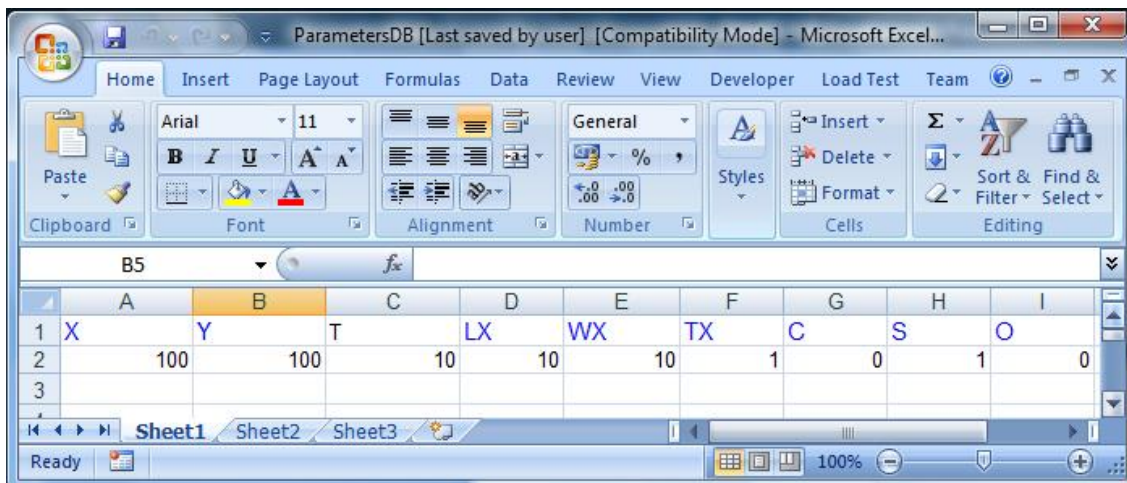 ParametersDB [Last saved by user] [Compatibility Mode] - Microsoft Excel...
Home Insert Page Layout Formulas Data Review View Developer Load Test Team
Arial 11 General Insert Σ
Paste B I U A A % , Styles Delete Sort & Filter Find & Select
.0 .00 .00 .0 Format
Clipboard Font Alignment Number Cells Editing
B5 fx
A B C D E F G H I
1 X Y T LX WX TX C S O
2 100 100 10 10 10 1 0 1 0
3
Sheet1 Sheet2 Sheet3
Ready 100%